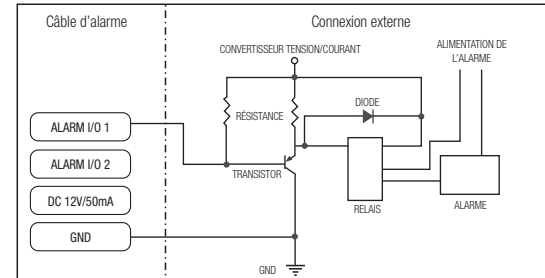 Câble d'alarme
Connexion externe
CONVERTISSEUR TENSION/COURANT
ALIMENTATION DE
L'ALARME
RÉSISTANCE
DIODE
ALARM I/O 1
ALARM I/O 2
TRANSISTOR
DC 12V/50mA
RELAIS
ALARME
GND
GND